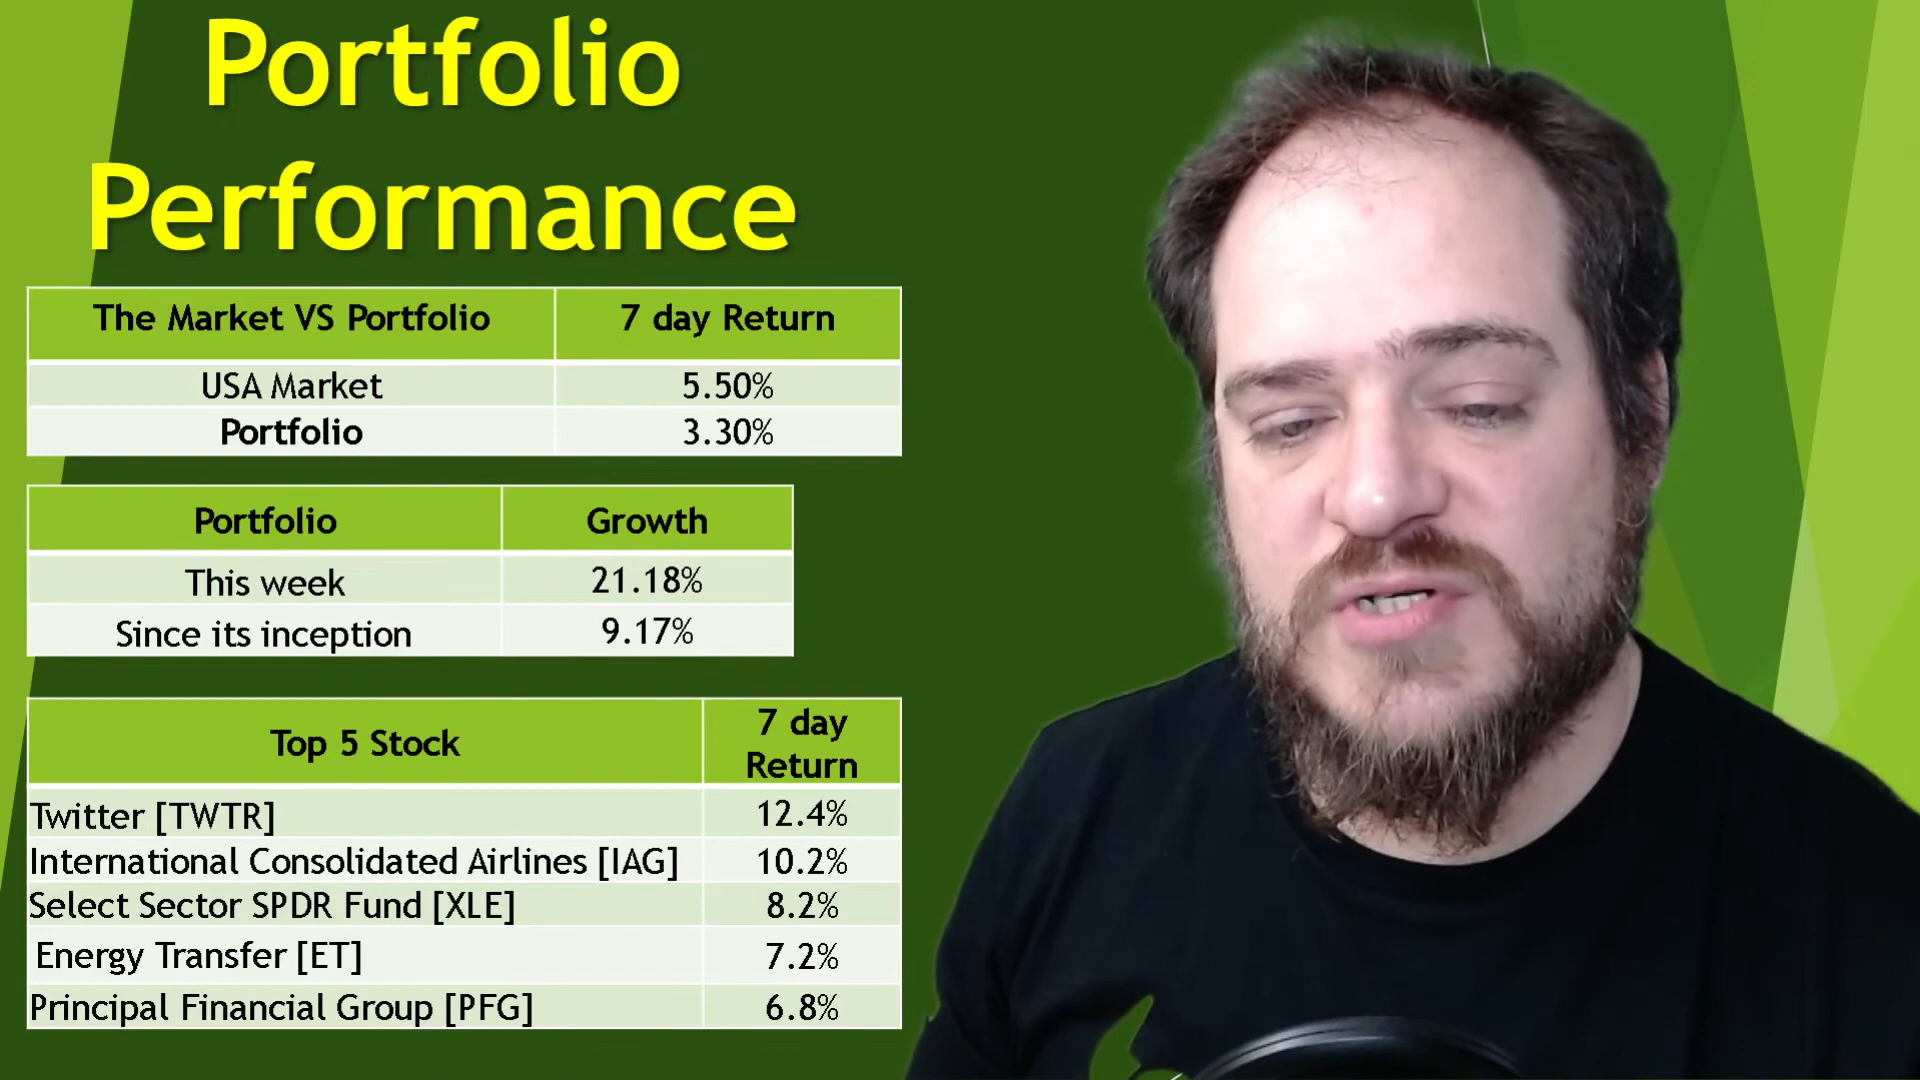 Portfolio
Performance
The Market VS Portfolio 7 day Return
USA Market 5.50%
Portfolio 3.30%
Portfolio Growth
This week 21.18%
Since its inception 9.17%
Top 5 Stock 7 day
Return
Twitter [TWTR] 12.4%
International Consolidated Airlines [IAG] 10.2%
Select Sector SPDR Fund [XLE] 8.2%
Energy Transfer [ET] 7.2%
Principal Financial Group [PFG] 6.8%